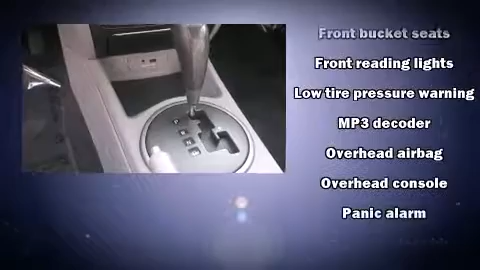 Front bucket seats
Front reading lights
Low tire pressure warning
MP3 decoder
Overhead airbag
Overhead console
Panic alarm